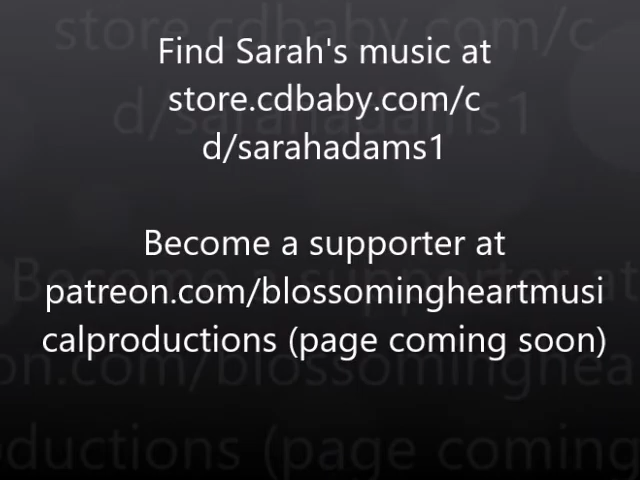 Find Sarah's music at
store.cdbaby.com/c
d/sarahadams1
Become a supporter at
patreon.com/blossomingheartmusi
calproductions (page coming soon)